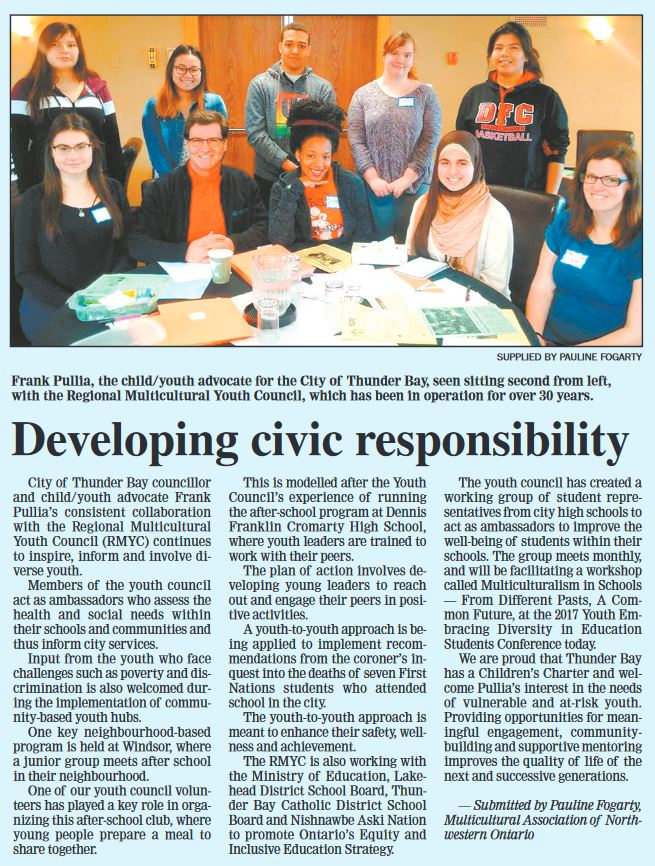 DFC
BASKETBALL
SUPPLIED BY PAULINE FOGARTY
Frank Pullia, the child/youth advocate for the City of Thunder Bay, seen sitting second from left,
with the Regional Multicultural Youth Council, which has been in operation for over 30 years.
Developing civic responsibility
City of Thunder Bay councillor
and child/youth advocate Frank
Pullia’s consistent collaboration
with the Regional Multicultural
Youth Council (RMYC) continues
to inspire, inform and involve di-
verse youth.
Members of the youth council
act as ambassadors who assess the
health and social needs within
their schools and communities and
thus inform city services.
Input from the youth who face
challenges such as poverty and dis-
crimination is also welcomed dur-
ing the implementation of commu-
nity-based youth hubs.
One key neighbourhood-based
program is held at Windsor, where
a junior group meets after school
in their neighbourhood.
One of our youth council volun-
teers has played a key role in orga-
nizing this after-school club, where
young people prepare a meal to
share together.
This is modelled after the Youth
Council’s experience of running
the after-school program at Dennis
Franklin Cromarty High School,
where youth leaders are trained to
work with their peers.
The plan of action involves de-
veloping young leaders to reach
out and engage their peers in posi-
tive activities.
A youth-to-youth approach is be-
ing applied to implement recom-
mendations from the coroner’s in-
quest into the deaths of seven First
Nations students who attended
school in the city.
The youth-to-youth approach is
meant to enhance their safety, well-
ness and achievement.
The RMYC is also working with
the Ministry of Education, Lake-
head District School Board, Thun-
der Bay Catholic District School
Board and Nishnawbe Aski Nation
to promote Ontario’s Equity and
Inclusive Education Strategy.
The youth council has created a
working group of student repre-
sentatives from city high schools to
act as ambassadors to improve the
well-being of students within their
schools. The group meets monthly,
and will be facilitating a workshop
called Multiculturalism in Schools
— From Different Pasts, A Com-
mon Future, at the 2017 Youth Em-
bracing Diversity in Education
Students Conference today.
We are proud that Thunder Bay
has a Children’s Charter and wel-
come Pullia’s interest in the needs
of vulnerable and at-risk youth.
Providing opportunities for mean-
ingful engagement, community-
building and supportive mentoring
improves the quality of life of the
next and successive generations.
— Submitted by Pauline Fogarty,
Multicultural Association of North-
western Ontario